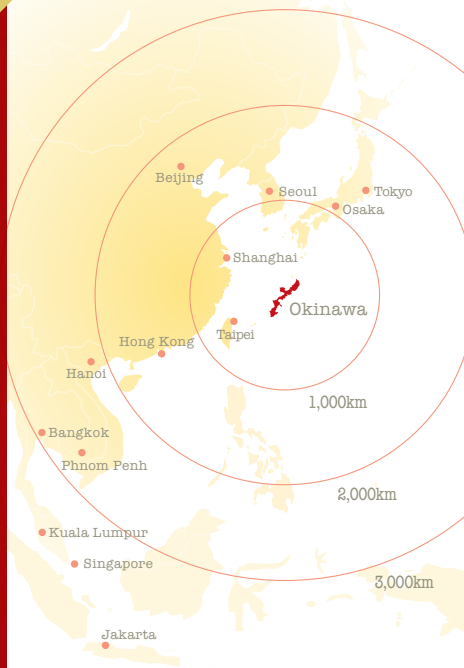 Beijing
Seoul
Tokyo
Osaka
Shanghai
Okinawa
Taipei
Hong Kong
Hanoi
1,000km
Bangkok
Phnom Penh
2,000km
Kuala Lumpur
Singapore
3,000km
Jakarta